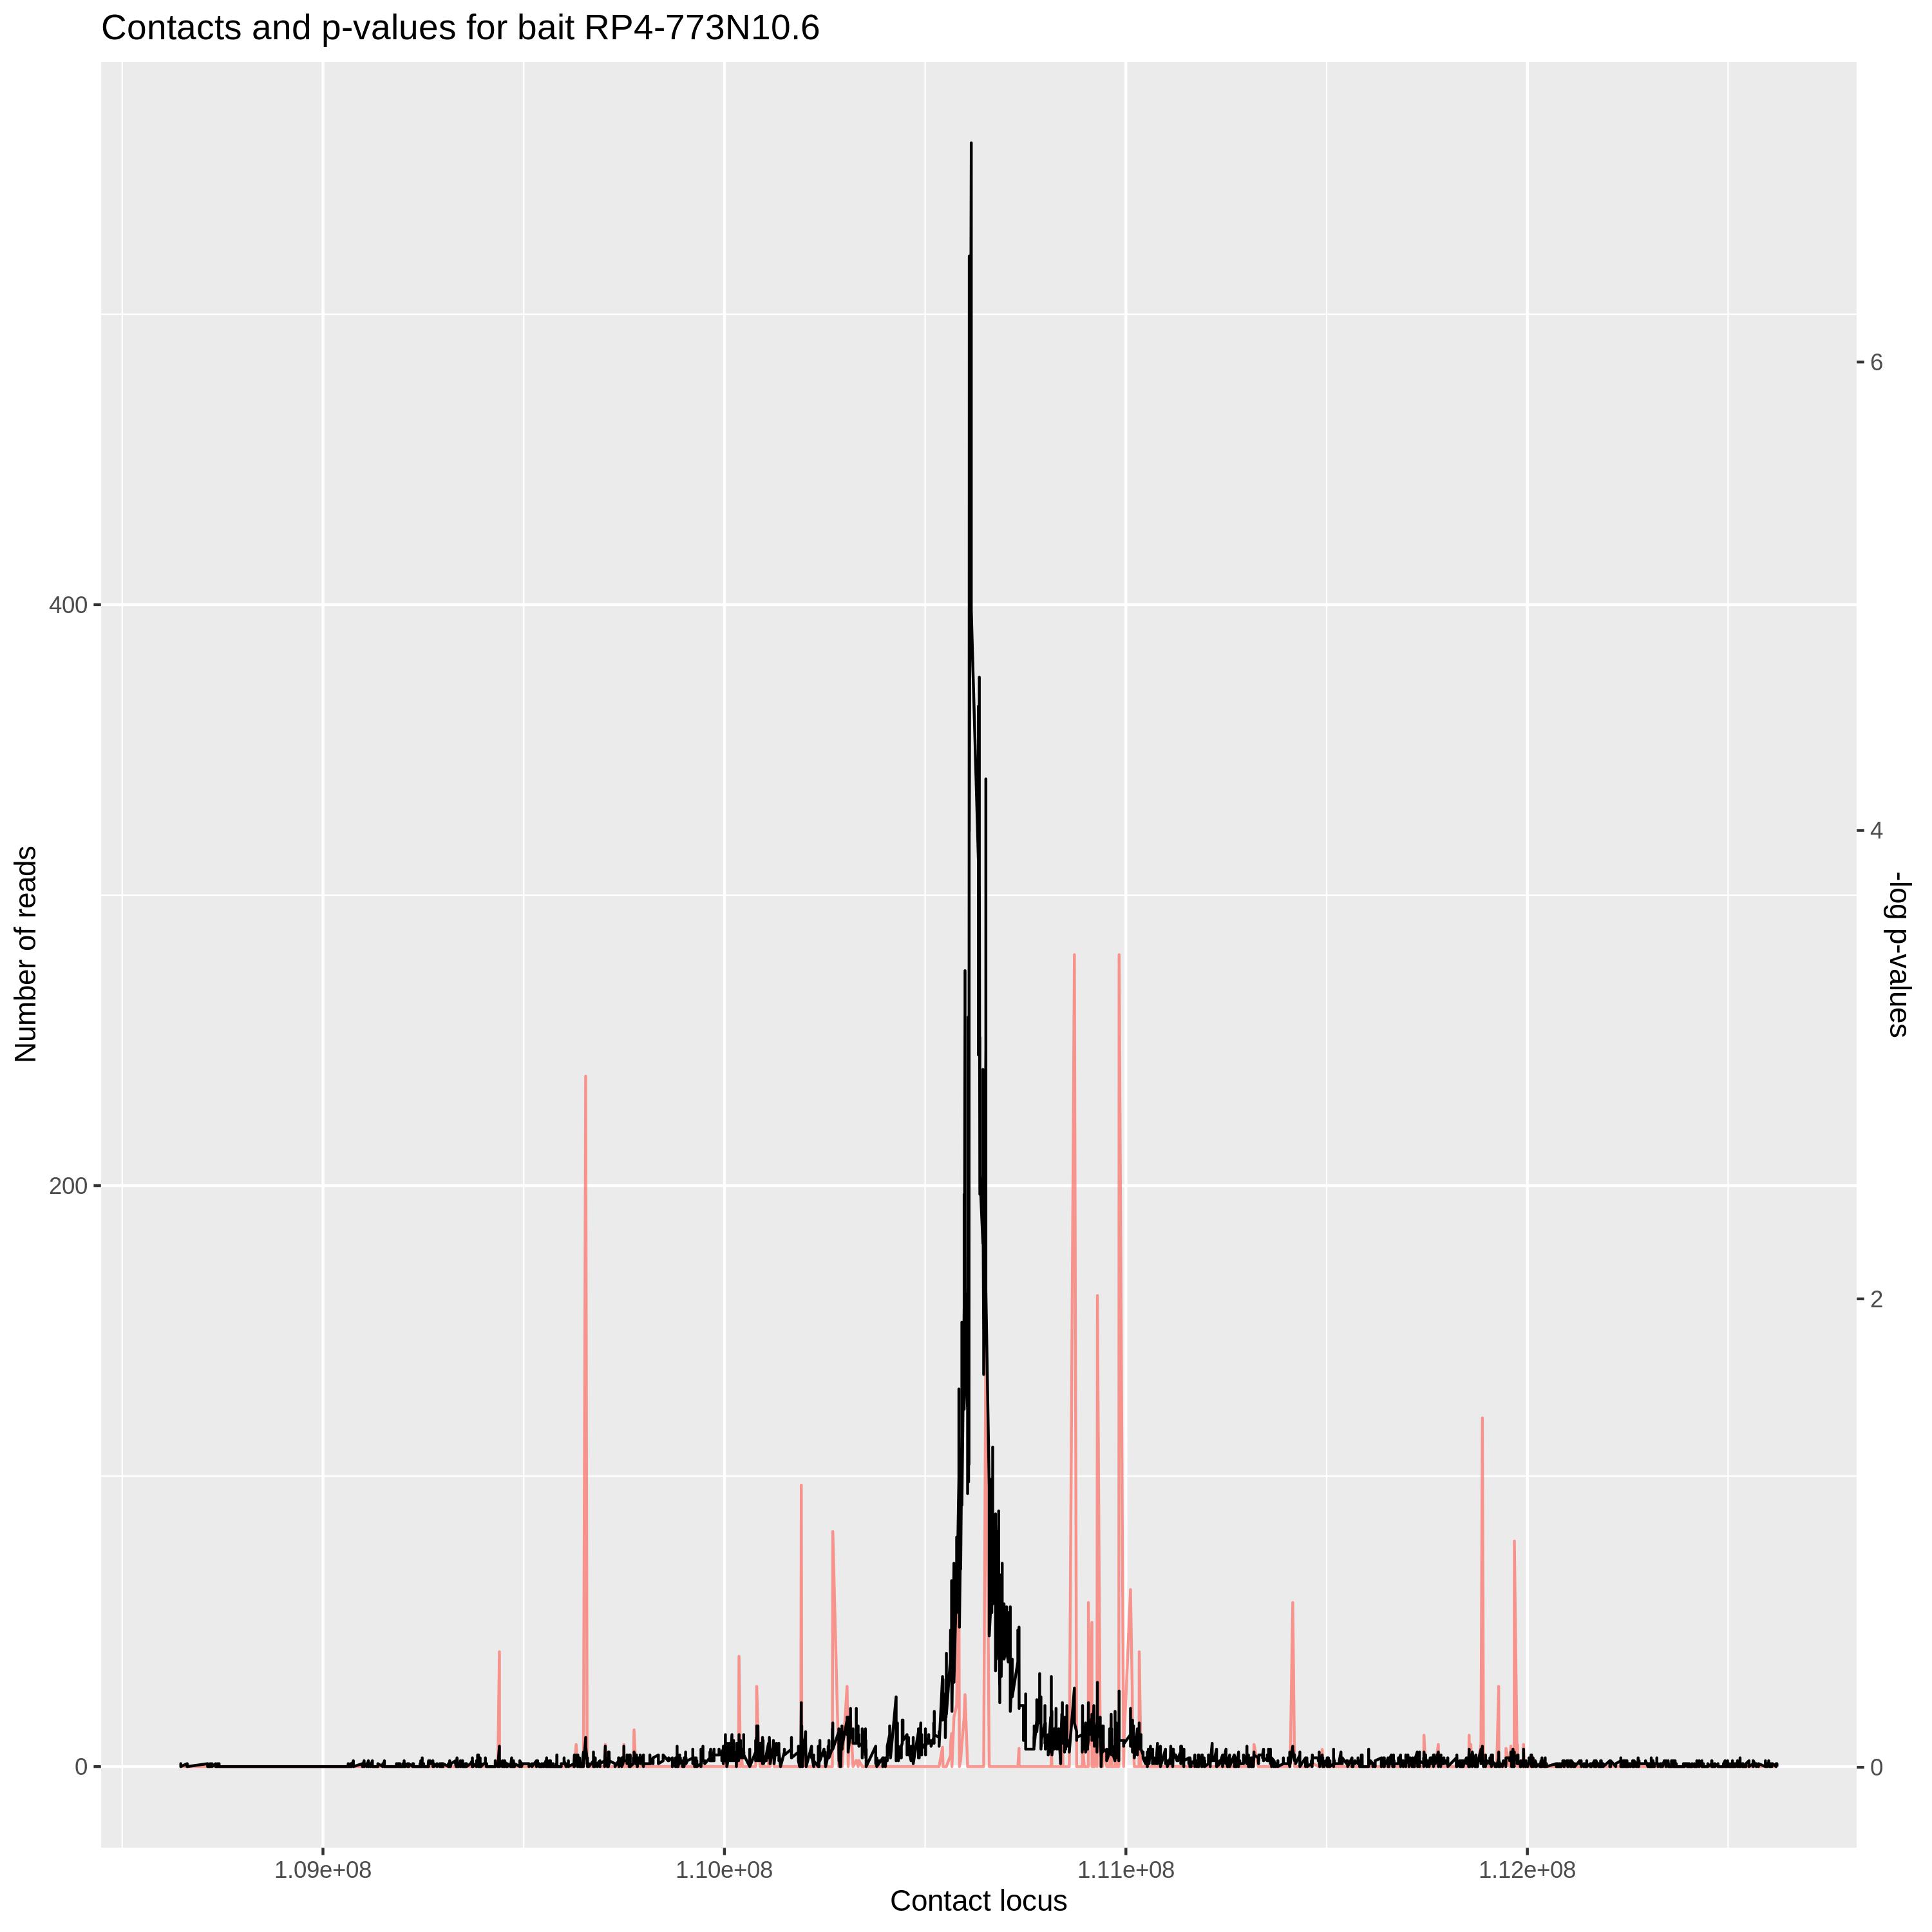 Contacts and p-values for bait RP4-773N10.6
Number of reads
400
200
0
6
4
2
0
-log p-values
1.09e+08
1.10e+08
1.11e+08
1.12e+08
Contact locus